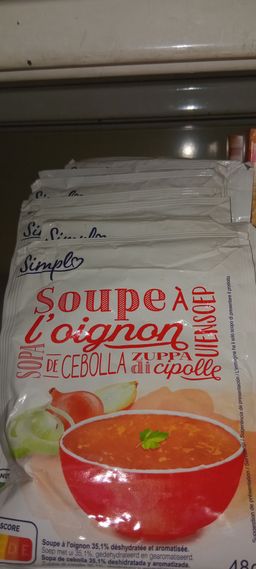 Simpl
Simpl
Soupe À
l'oignon
SOPA DE CEBOLLA
ZUPPA di cipolle
UIENSOEP
SCORE
Soupe à l'oignon 35,1% déshydratée et aromatisée.
Soep met ui 35,1%, gedehydrateerd en gearomatiseerd.
Sopa de cebolla 35,1% deshidratada y aromatizada.